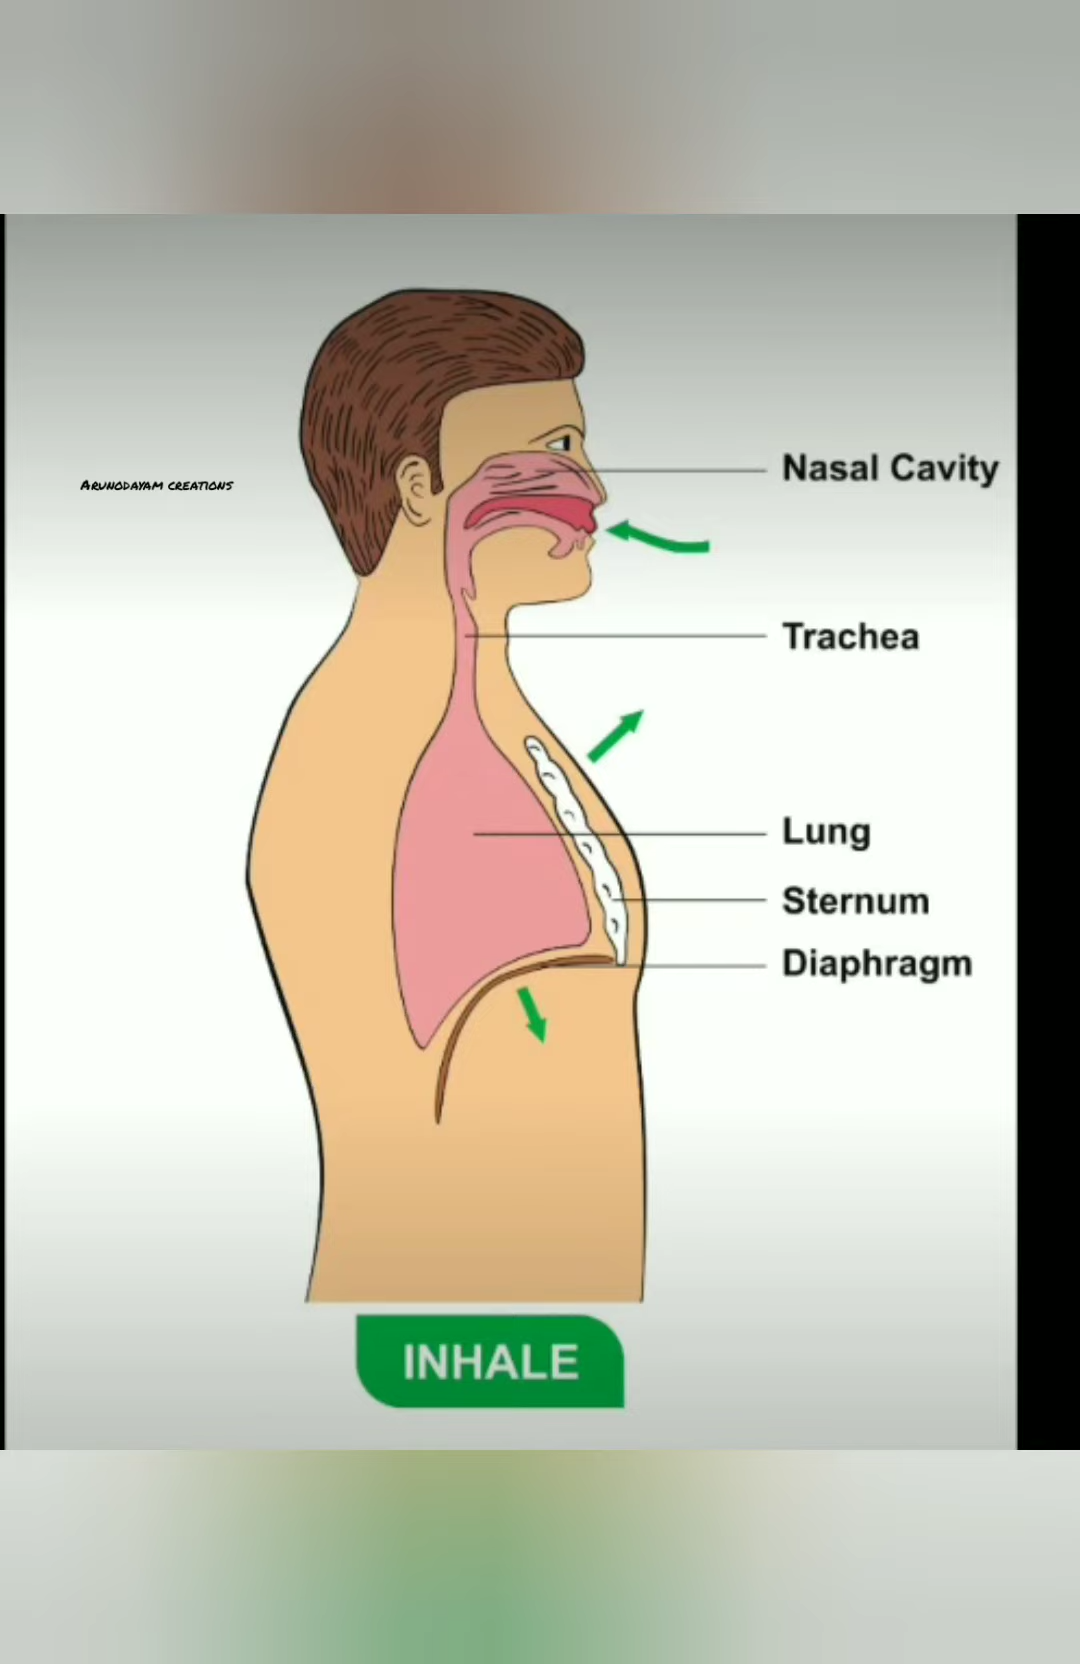 Nasal Cavity
ARUNODAYAM CREATIONS
Trachea
Lung
Sternum
Diaphragm
INHALE